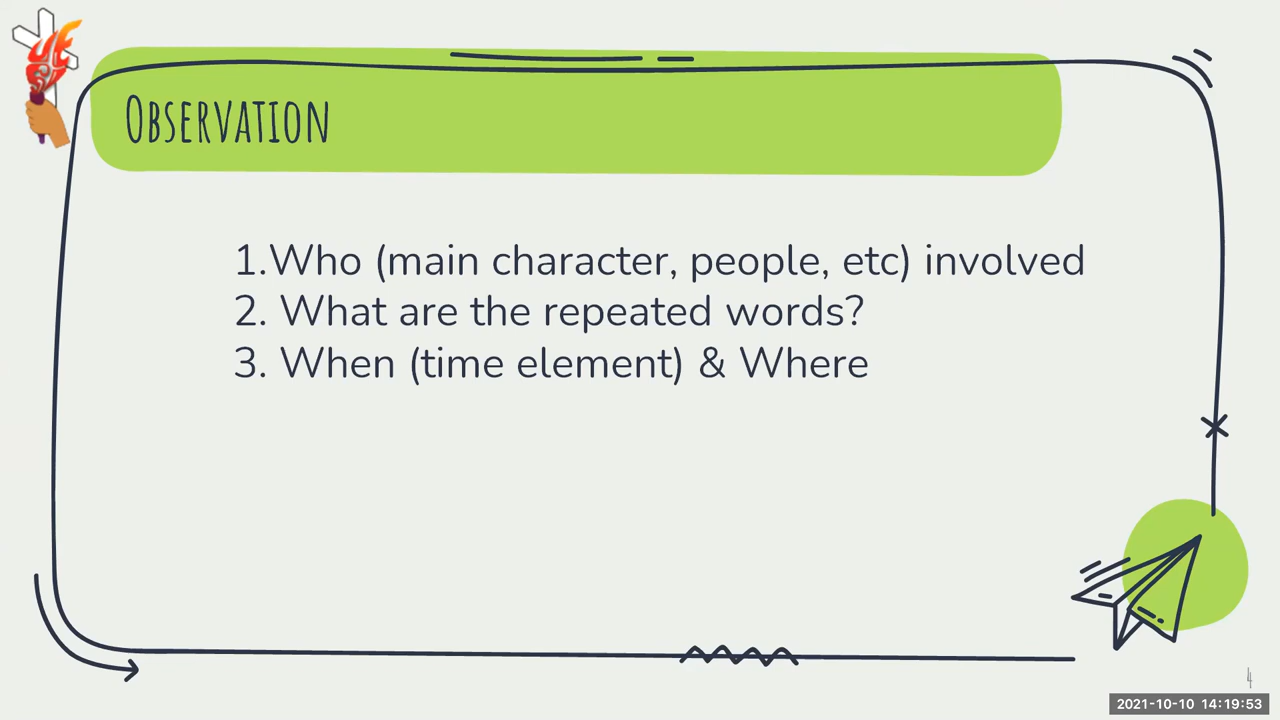 Observation
1.Who (main character, people, etc) involved
2. What are the repeated words?
3. When (time element) & Where
4
2021-10-10 14:19:53